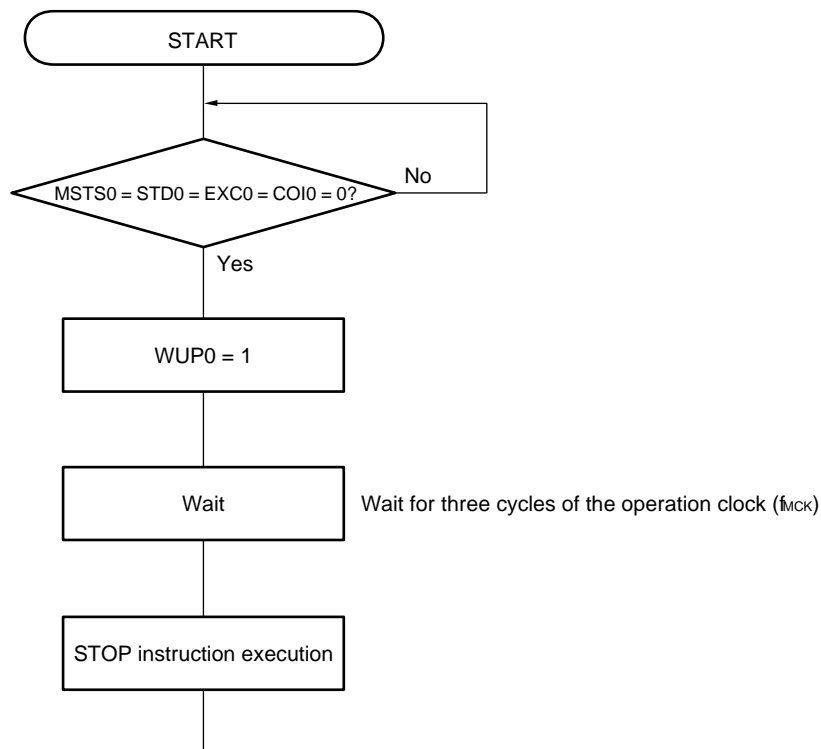 START
No
MSTS0 = STD0 = EXC0 = COI0 = 0?
Yes
WUP0 = 1
Wait
Wait for three cycles of the operation clock (fMCK)
STOP instruction execution